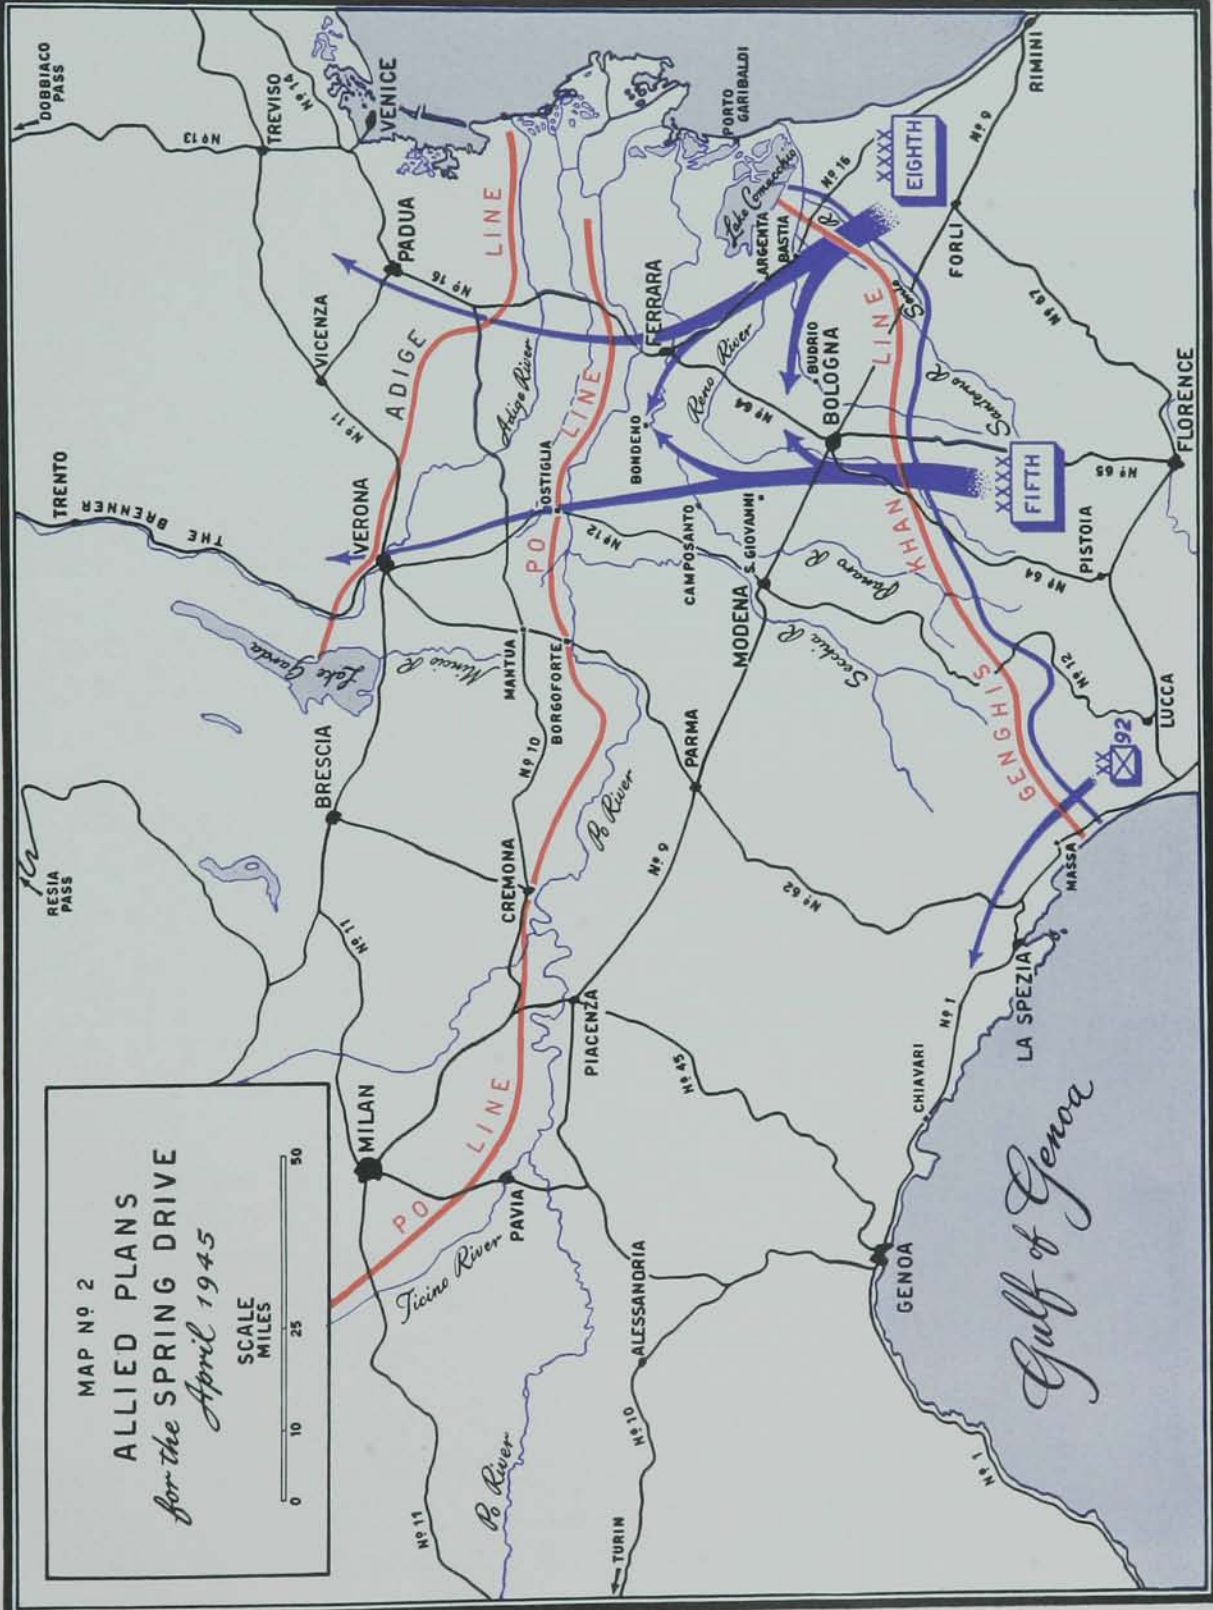 MAP Nº 2
ALLIED PLANS
for the SPRING DRIVE
April 1945
SCALE
MILES
0 10 25 50
RESIA
PASS
TRENTO
THE BRENNER
DOBBIACO
PASS
Nº 13
TREVISO
Nº 14
VENICE
VICENZA
PADUA
Nº 11
Nº 16
VERONA
ADIGE LINE
Lake Garda
BRESCIA
Nº 11
MILAN
Mincio R
Adige River
MANTUA
Nº 10
OSTIGLIA
BORGOFORTE
CREMONA
PO LINE
PO LINE
PAVIA
Ticino River
Nº 11
Po River
Po River
PIACENZA
Nº 9
PARMA
Nº 12
BONDENO
FERRARA
Reno River
Nº 64
CAMPOSANTO
S. GIOVANNI
MODENA
Panaro R
Secchia R
BOLOGNA
BUDRIO
ARGENTA
BASTIA
Lake Comacchio
PORTO
GARIBALDI
Nº 16
R
XXXX
EIGHTH
Nº 9
RIMINI
FORLI
Nº 67
Senio
Santerno R
GENGHIS KHAN LINE
XXXX
FIFTH
Nº 65
FLORENCE
PISTOIA
Nº 64
Nº 12
LUCCA
XX
92
MASSA
Nº 62
LA SPEZIA
Nº 1
CHIAVARI
Nº 45
GENOA
ALESSANDRIA
Nº 10
TURIN
Nº 1
Gulf of Genoa